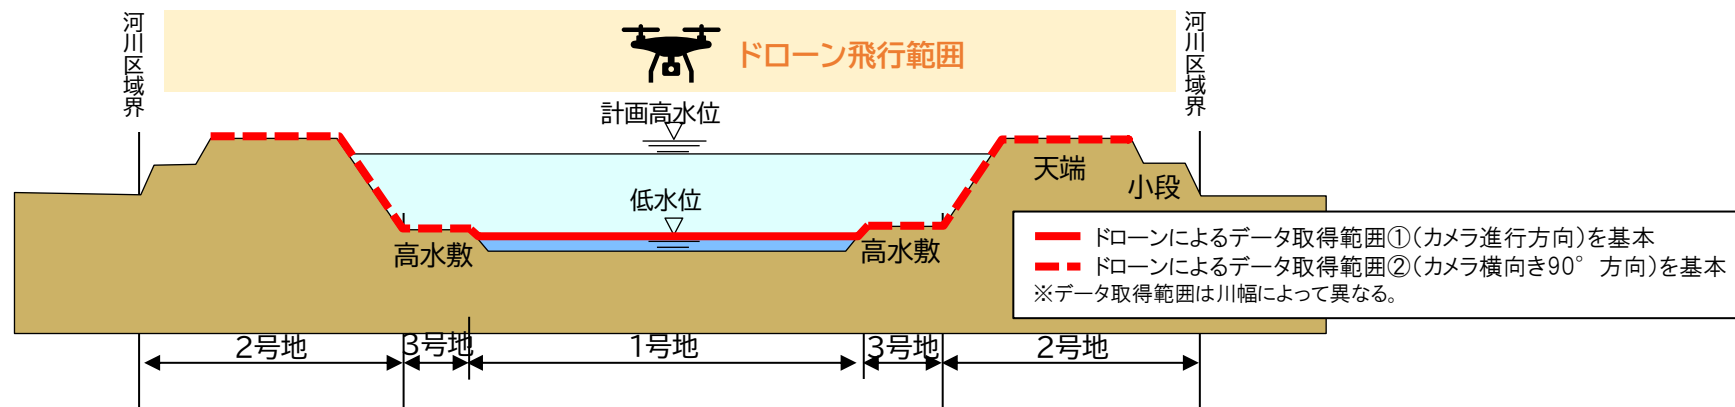 河川区域界
ドローン飛行範囲
河川区域界
計画高水位
天端
小段
低水位
高水敷
高水敷
ドローンによるデータ取得範囲①（カメラ進行方向）を基本
ドローンによるデータ取得範囲②（カメラ横向き90°方向）を基本
※データ取得範囲は川幅によって異なる。
2号地
3号地
1号地
3号地
2号地